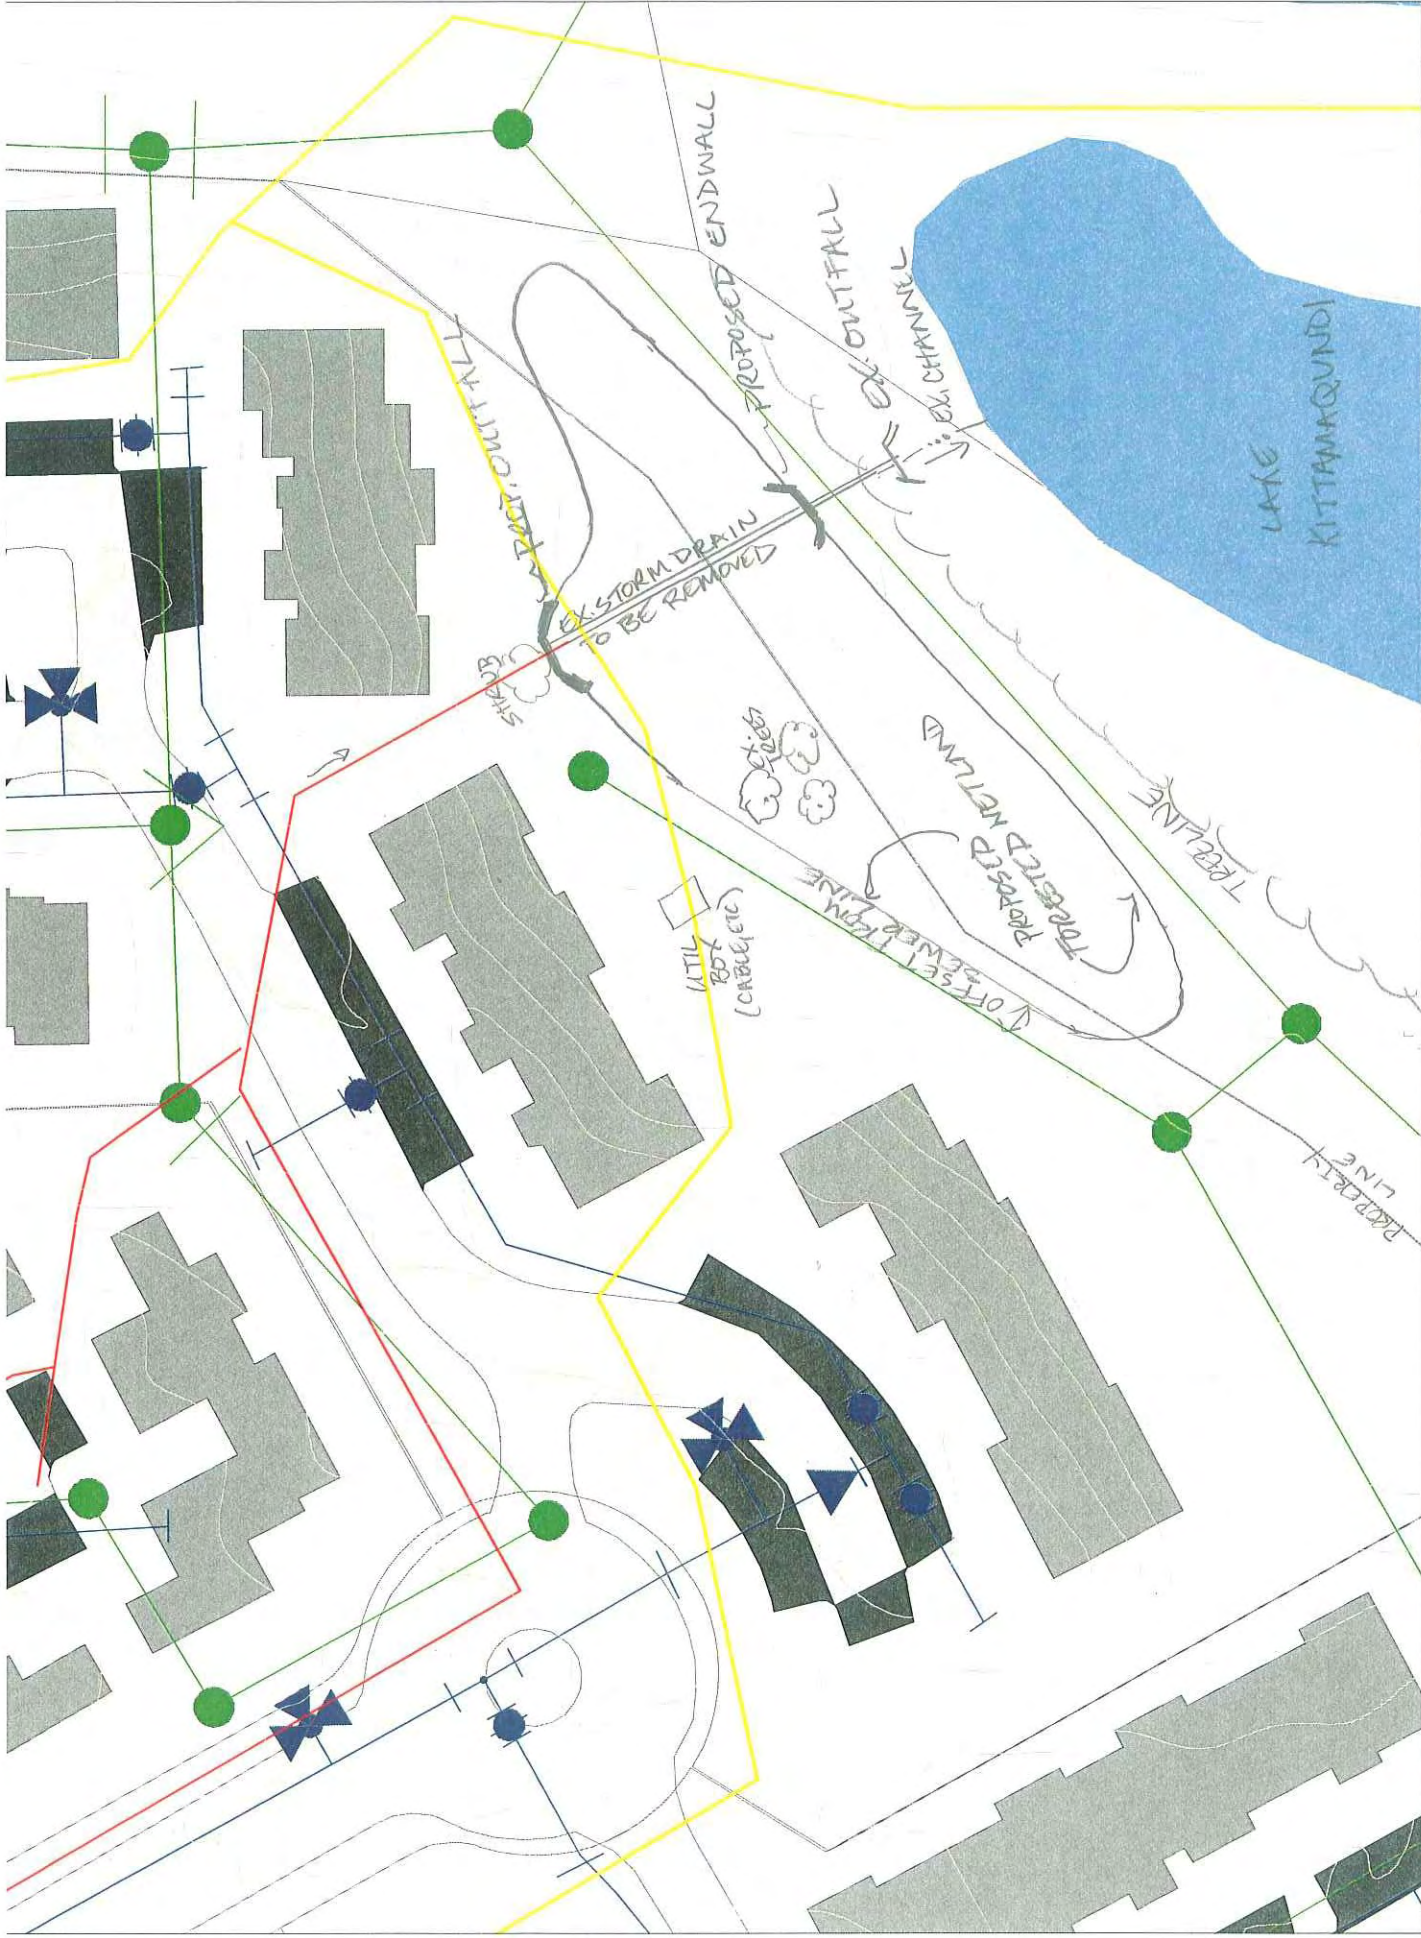 PROPOSED ENDWALL
EX. OUTFALL
EX. CHANNEL
PROP. OUTFALL
EX. STORM DRAIN
TO BE REMOVED
SHRUB
LAKE
KITTAMAQUNDI
EX.
TREES
PROPOSED
FORESTED WETLAND
TREELINE
UTIL
BOX
(CABLE, ETC)
OFFSET FROM
SEWER LINE
PROPERTY
LINE